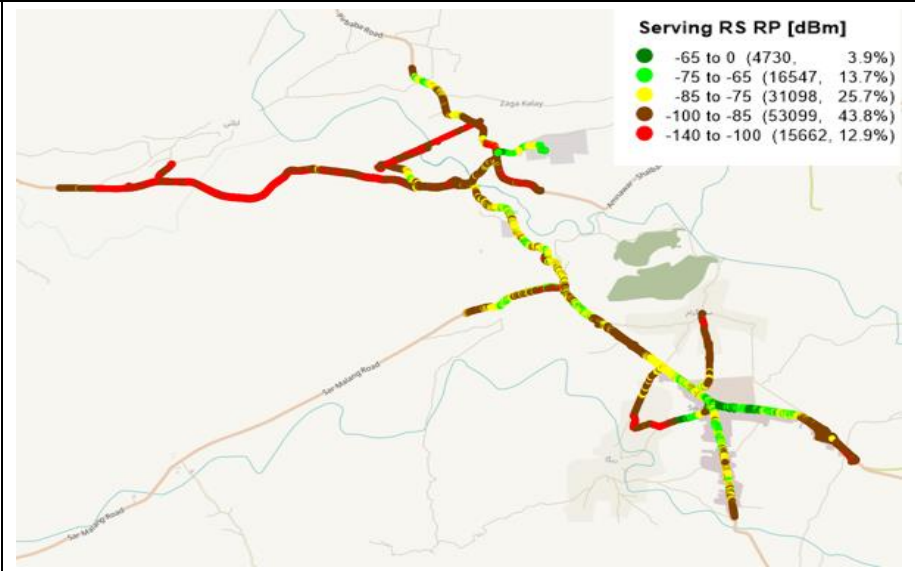 Serving RS RP [dBm]
-65 to 0 (4730, 3.9%)
-75 to -65 (16547, 13.7%)
-85 to -75 (31098, 25.7%)
-100 to -85 (53099, 43.8%)
-140 to -100 (15662, 12.9%)
Road
Zaga Kalay
Sar Malang Road
Sar Malang Road